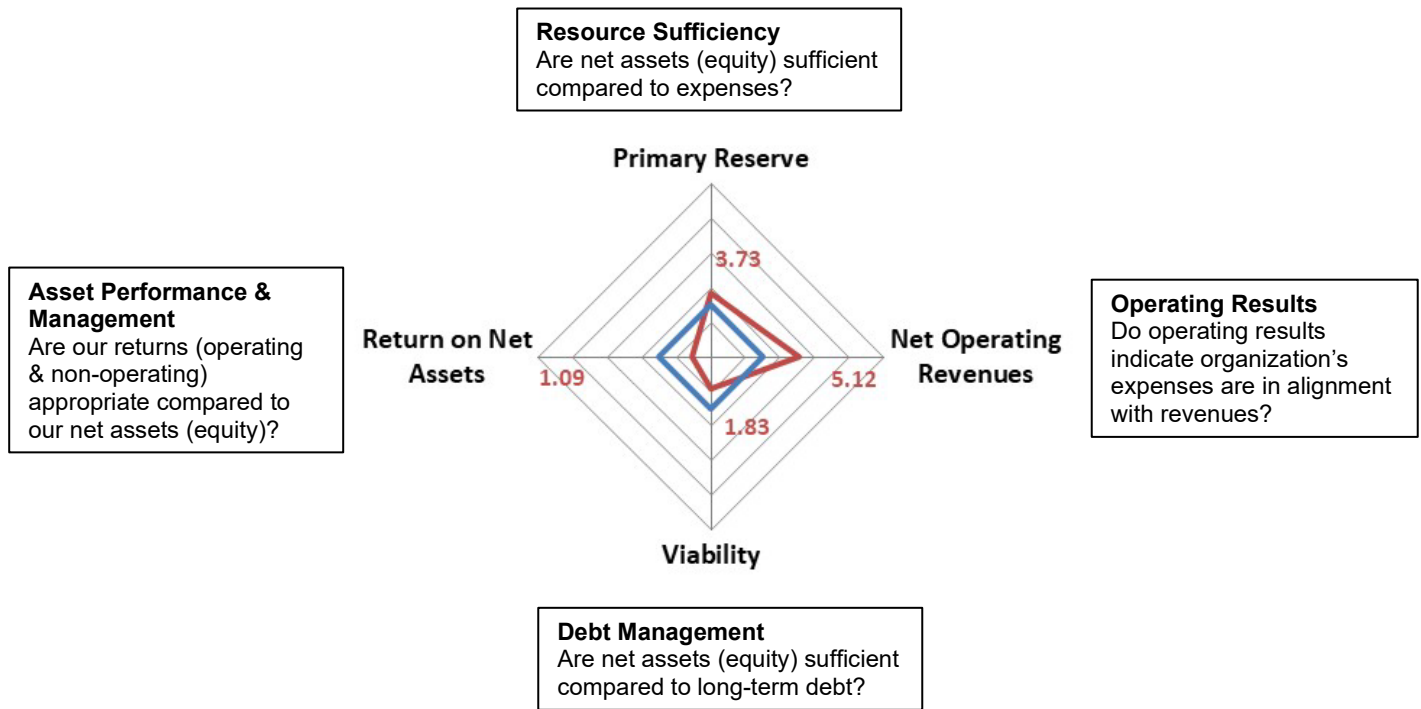 Resource Sufficiency
Are net assets (equity) sufficient
compared to expenses?
Primary Reserve
3.73
Asset Performance &
Management
Are our returns (operating
& non-operating)
appropriate compared to
our net assets (equity)?
Return on Net
Assets
1.09
Net Operating
Revenues
5.12
Operating Results
Do operating results
indicate organization’s
expenses are in alignment
with revenues?
1.83
Viability
Debt Management
Are net assets (equity) sufficient
compared to long-term debt?